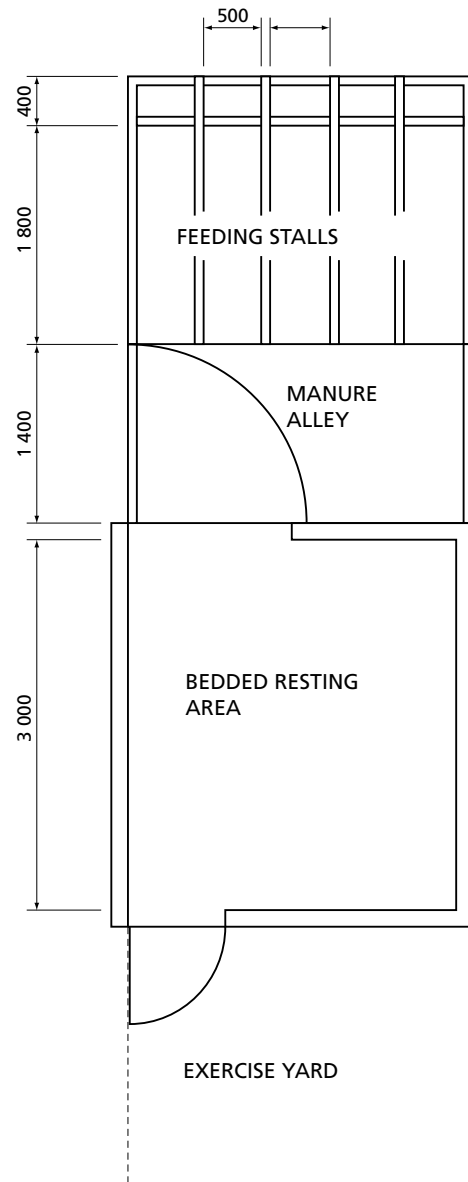 500
400
1 800
FEEDING STALLS
MANURE
ALLEY
1 400
BEDDED RESTING
AREA
3 000
EXERCISE YARD